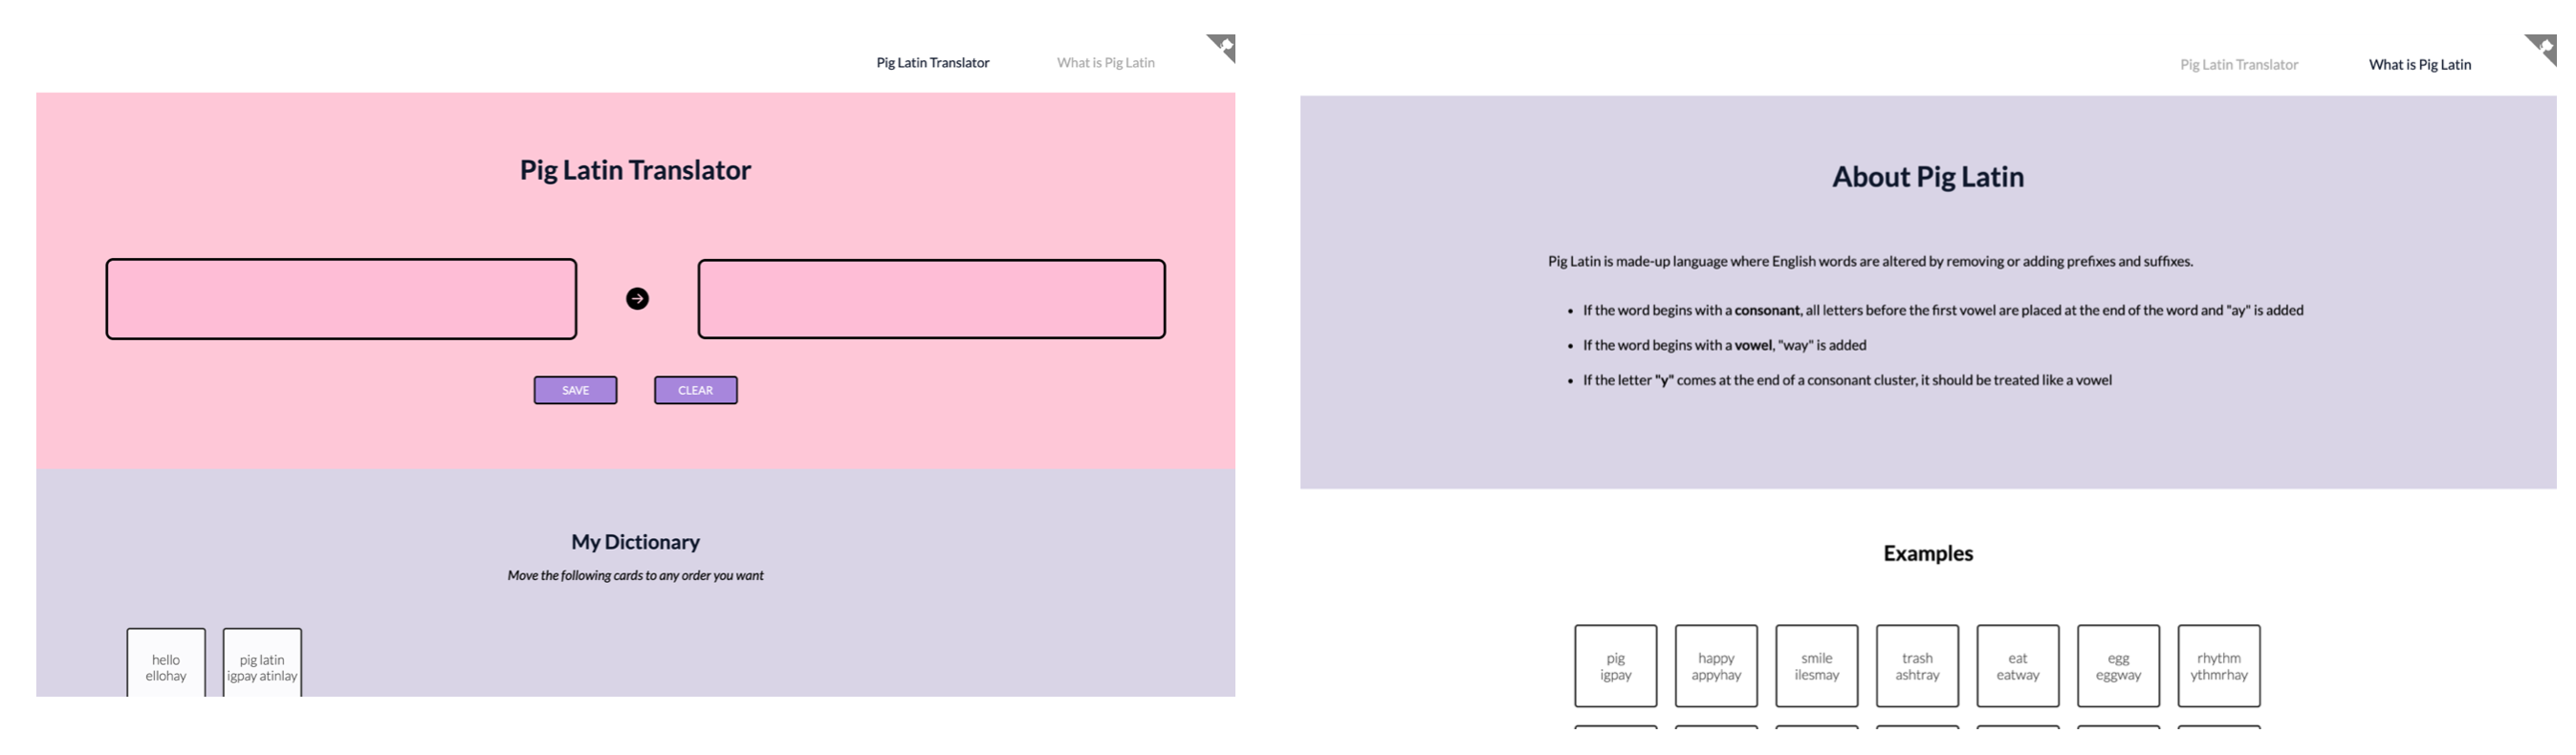 Pig Latin Translator
What is Pig Latin
Pig Latin Translator
SAVE
CLEAR
My Dictionary
Move the following cards to any order you want
hello
ellohay
pig latin
igpay atinlay
Pig Latin Translator
What is Pig Latin
About Pig Latin
Pig Latin is made-up language where English words are altered by removing or adding prefixes and suffixes.
• If the word begins with a consonant, all letters before the first vowel are placed at the end of the word and "ay" is added
• If the word begins with a vowel, "way" is added
• If the letter "y" comes at the end of a consonant cluster, it should be treated like a vowel
Examples
pig
igpay
happy
appyhay
smile
ilesmay
trash
ashtray
eat
eatway
egg
eggway
rhythm
ythmrhay